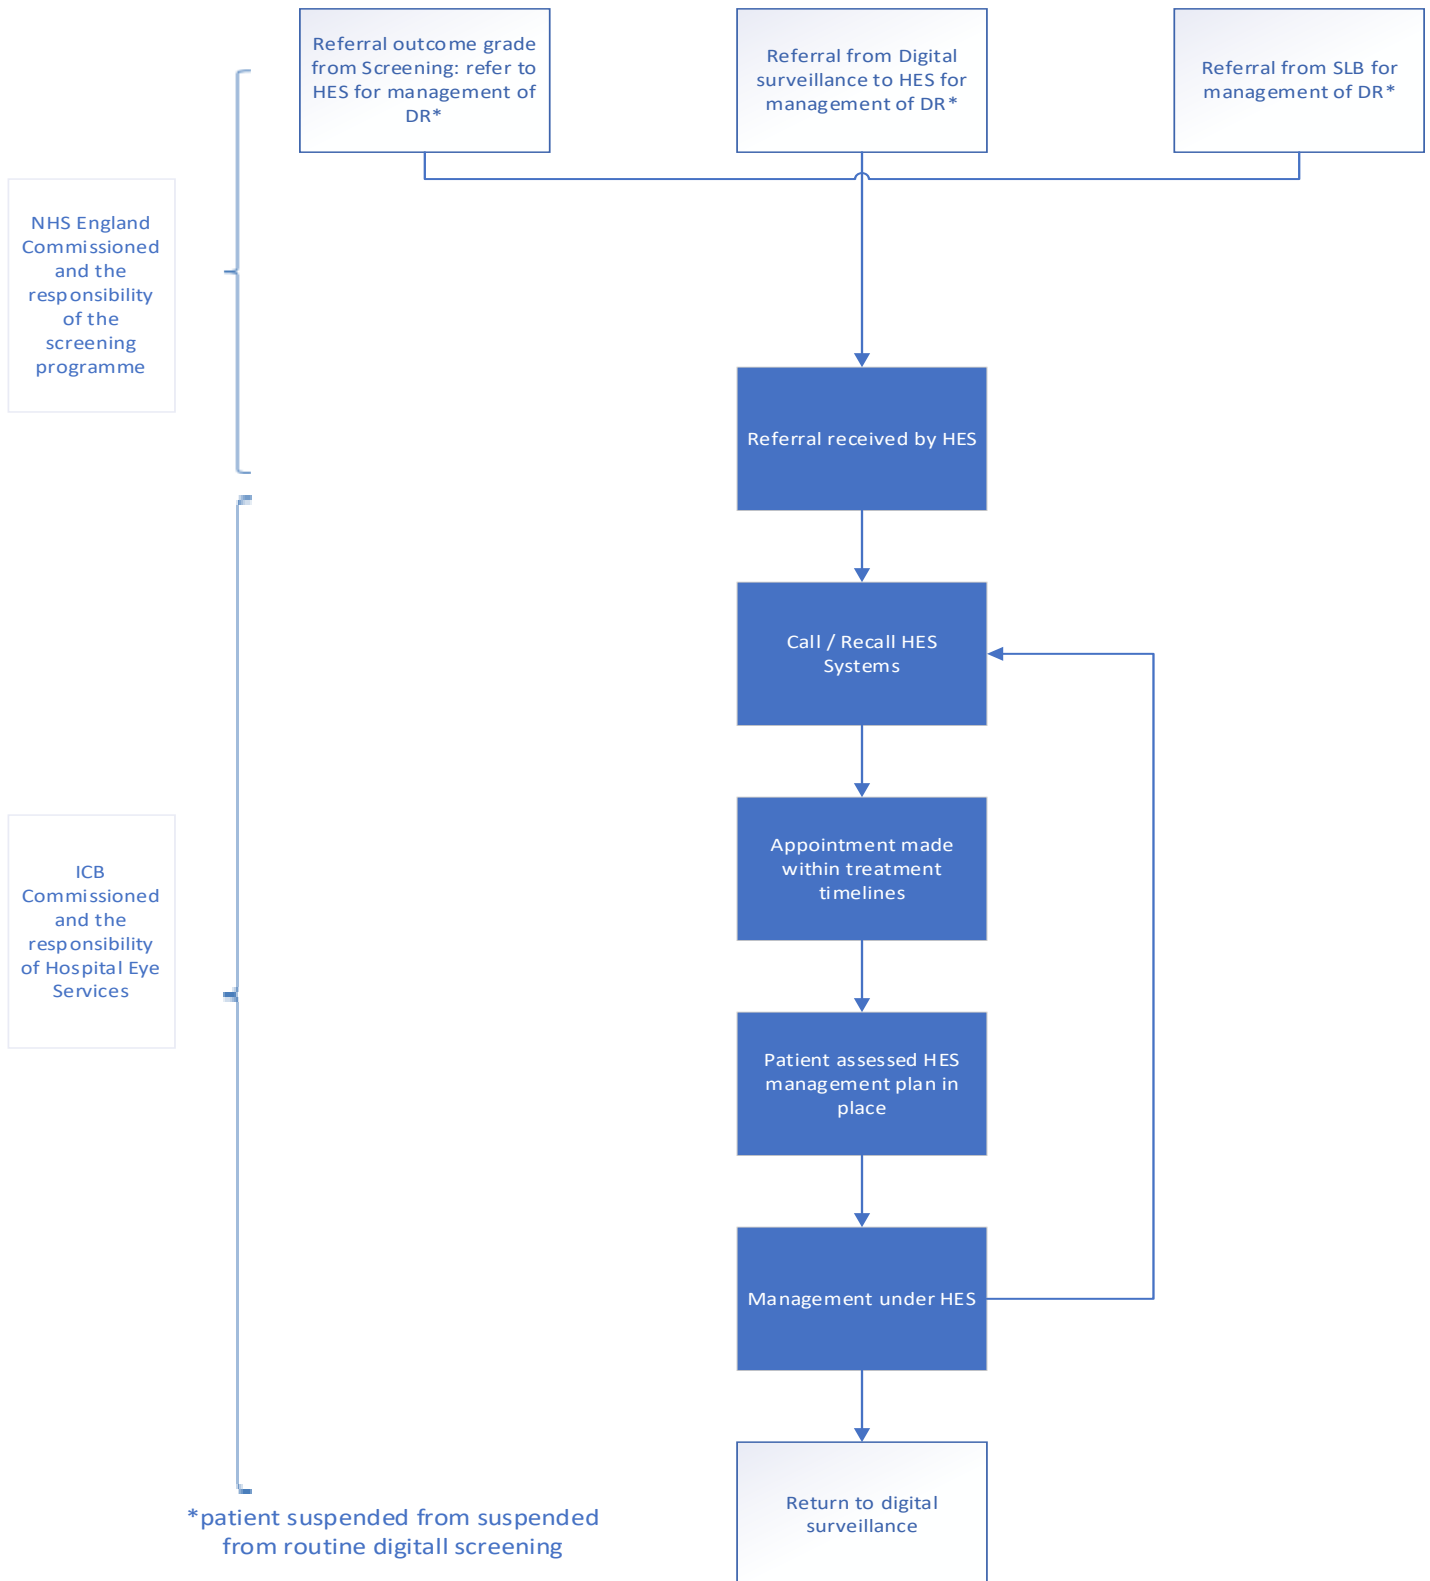 Referral outcome grade
from Screening: refer to
HES for management of
DR*
Referral from Digital
surveillance to HES for
management of DR*
Referral from SLB for
management of DR*
NHS England
Commissioned
and the
responsibility
of the
screening
programme
Referral received by HES
Call / Recall HES
Systems
Appointment made
within treatment
timelines
ICB
Commissioned
and the
responsibility
of Hospital Eye
Services
Patient assessed HES
management plan in
place
Management under HES
Return to digital
surveillance
*patient suspended from suspended
from routine digitall screening